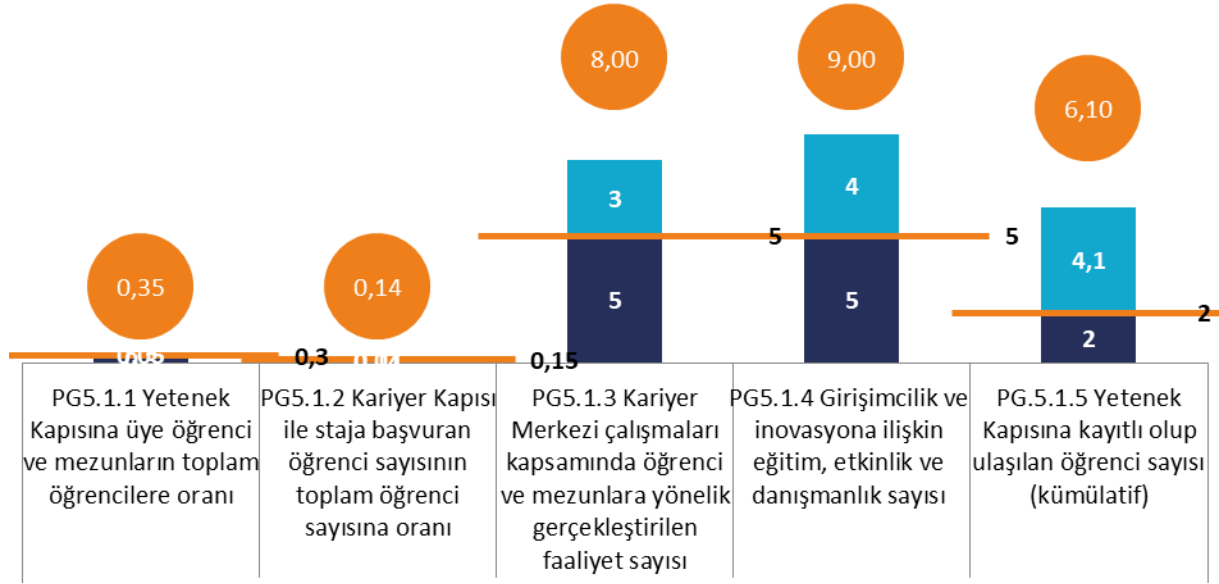 8,00
9,00
6,10
0,35
0,14
3
4
4,1
5
5
5
5
2
2
0,3
0,15
PG5.1.1 Yetenek
Kapısına üye öğrenci
ve mezunların toplam
öğrencilere oranı
PG5.1.2 Kariyer Kapısı
ile staja başvuran
öğrenci sayısının
toplam öğrenci
sayısına oranı
PG5.1.3 Kariyer
Merkezi çalışmaları
kapsamında öğrenci
ve mezunlara yönelik
gerçekleştirilen
faaliyet sayısı
PG5.1.4 Girişimcilik ve
inovasyona ilişkin
eğitim, etkinlik ve
danışmanlık sayısı
PG.5.1.5 Yetenek
Kapısına kayıtlı olup
ulaşılan öğrenci sayısı
(kümülatif)